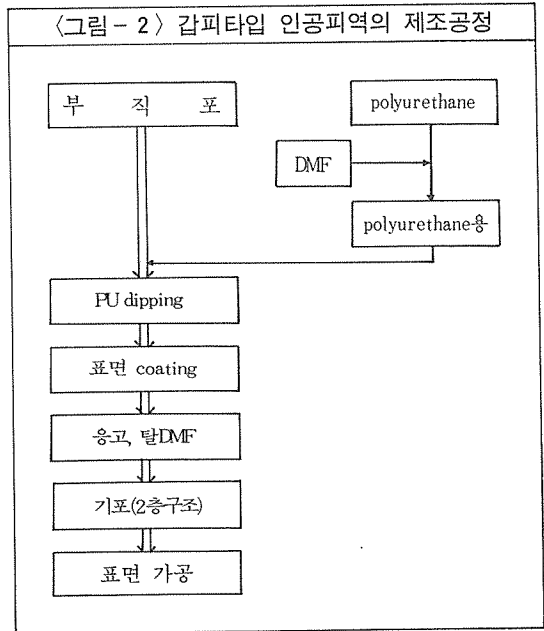 〈그림-2〉 갑피타입 인공피역의 제조공정
부 직 포
polyurethane
DMF
polyurethane용
PU dipping
표면 coating
응고, 탈DMF
기포(2층구조)
표면 가공